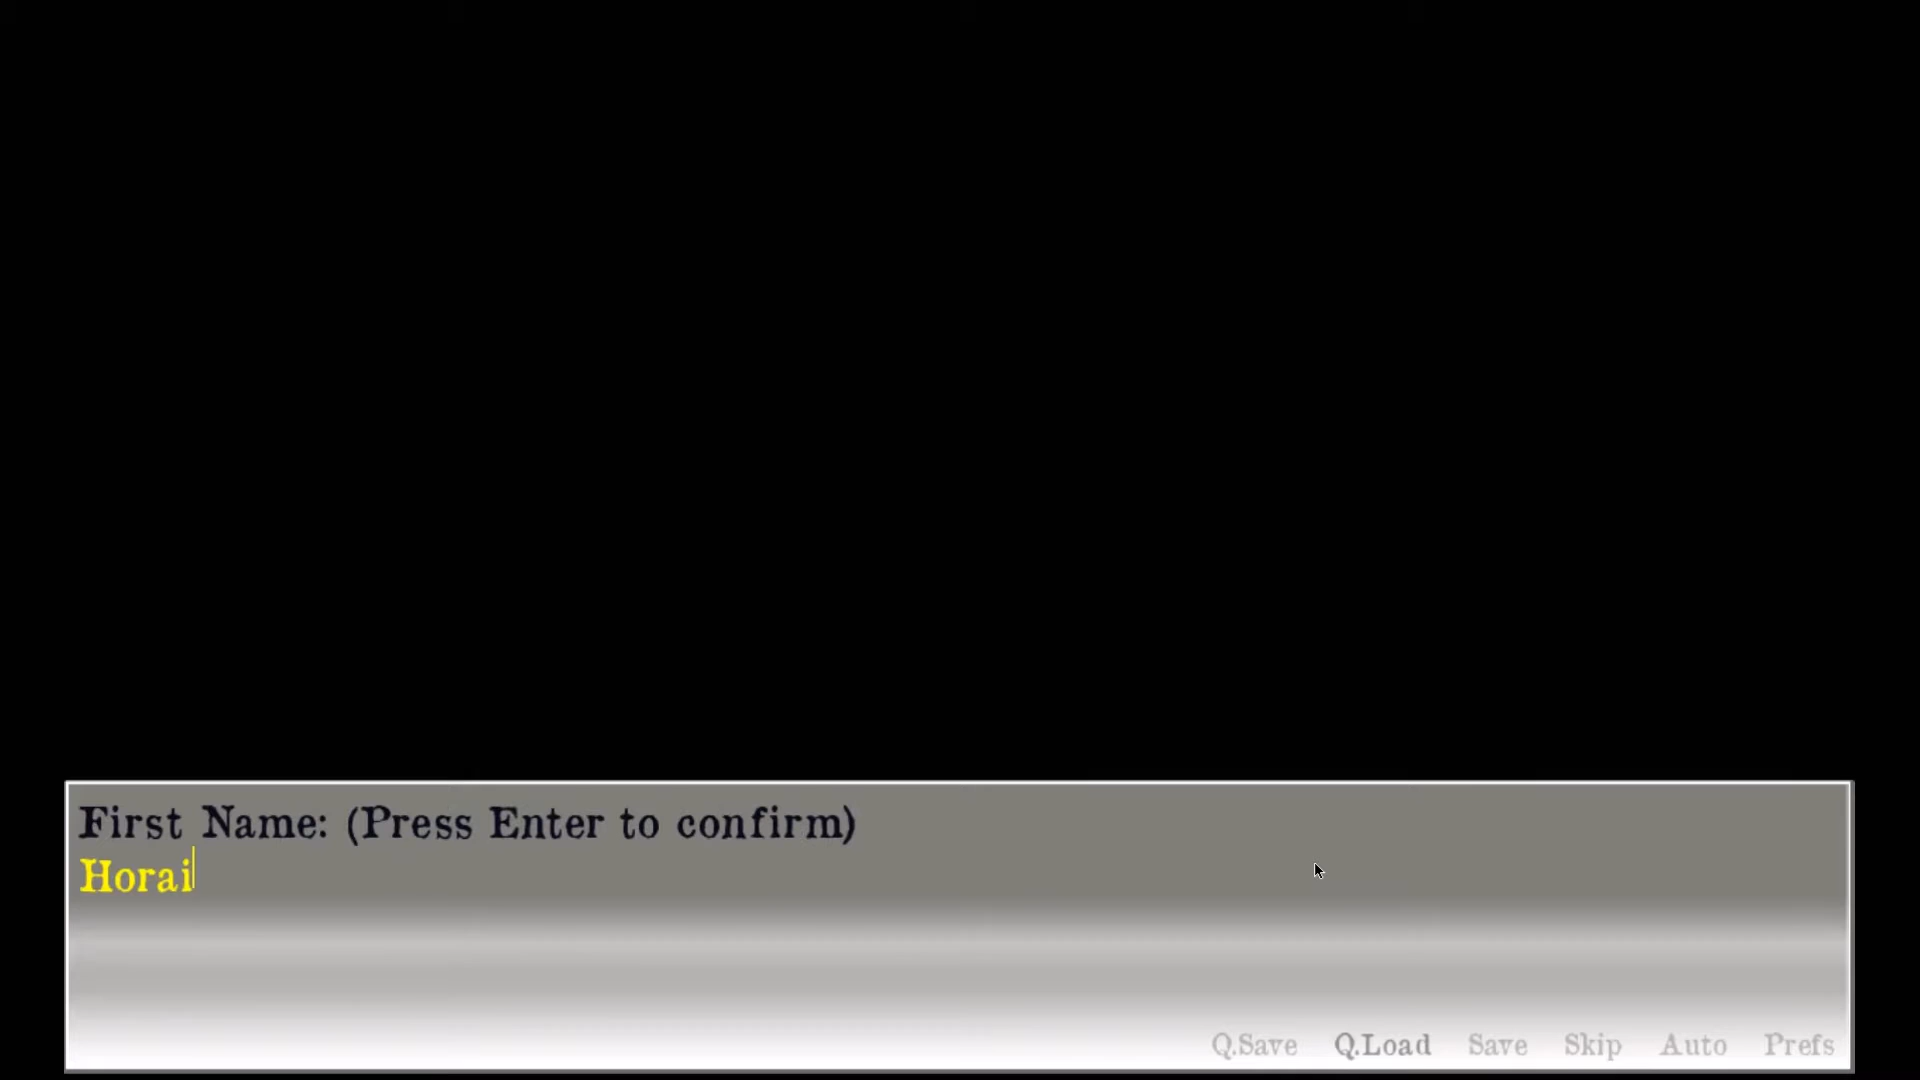 First Name: (Press Enter to confirm)
Horai
Q.Save Q.Load Save Skip Auto Prefs